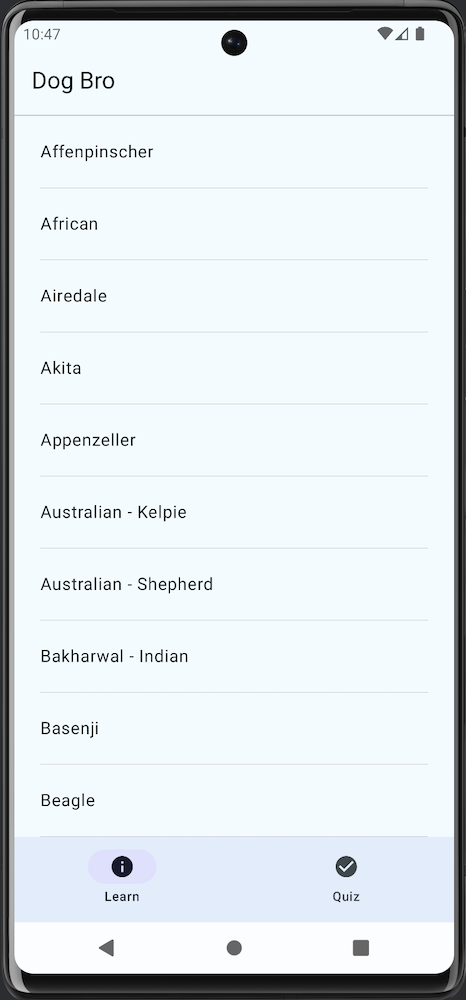 10:47
Dog Bro
Affenpinscher
African
Airedale
Akita
Appenzeller
Australian - Kelpie
Australian - Shepherd
Bakharwal - Indian
Basenji
Beagle
Learn
Quiz